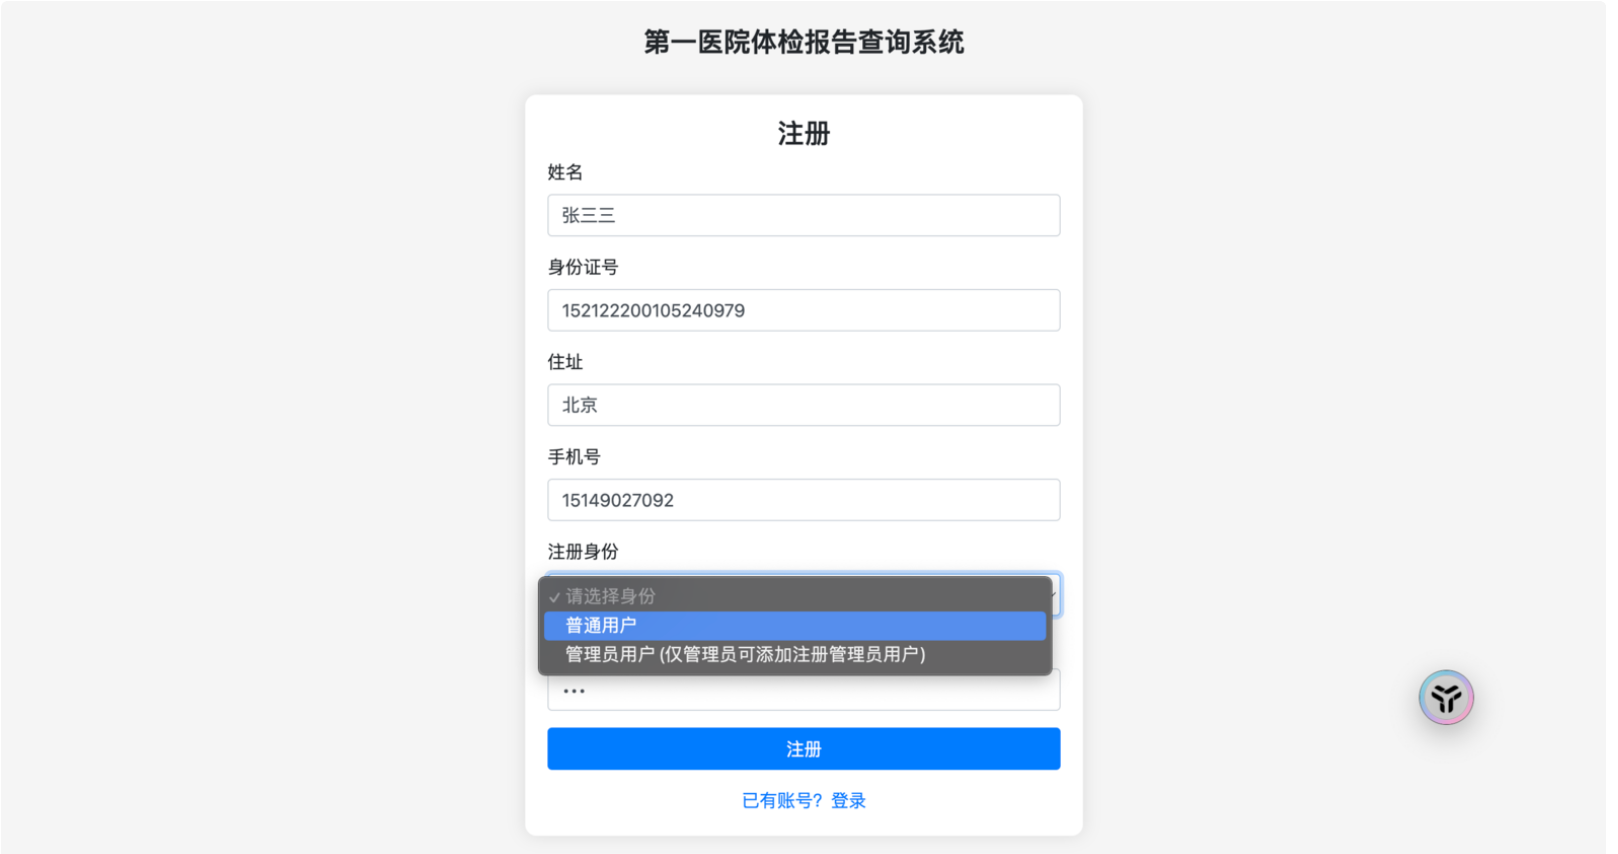 第一医院体检报告查询系统
注册
姓名
张三三
身份证号
152122200105240979
住址
北京
手机号
15149027092
注册身份
请选择身份
普通用户
管理员用户 (仅管理员可添加注册管理员用户)
•••
注册
已有账号？登录